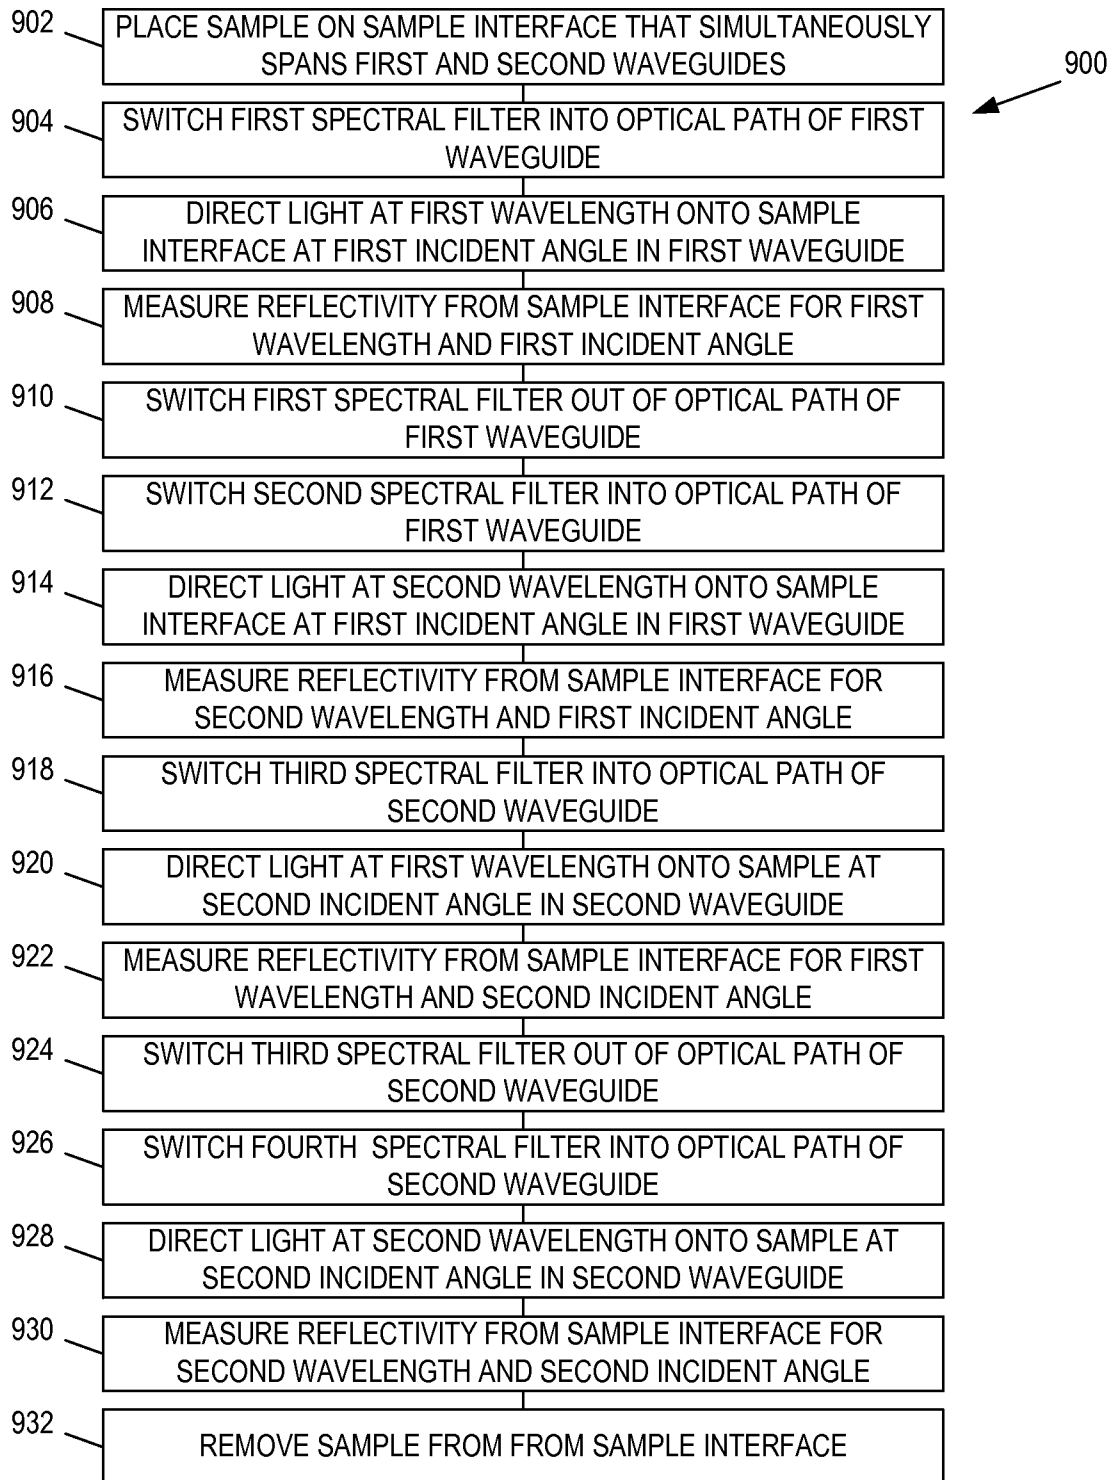 902
PLACE SAMPLE ON SAMPLE INTERFACE THAT SIMULTANEOUSLY
SPANS FIRST AND SECOND WAVEGUIDES
900
904
SWITCH FIRST SPECTRAL FILTER INTO OPTICAL PATH OF FIRST
WAVEGUIDE
906
DIRECT LIGHT AT FIRST WAVELENGTH ONTO SAMPLE
INTERFACE AT FIRST INCIDENT ANGLE IN FIRST WAVEGUIDE
908
MEASURE REFLECTIVITY FROM SAMPLE INTERFACE FOR FIRST
WAVELENGTH AND FIRST INCIDENT ANGLE
910
SWITCH FIRST SPECTRAL FILTER OUT OF OPTICAL PATH OF
FIRST WAVEGUIDE
912
SWITCH SECOND SPECTRAL FILTER INTO OPTICAL PATH OF
FIRST WAVEGUIDE
914
DIRECT LIGHT AT SECOND WAVELENGTH ONTO SAMPLE
INTERFACE AT FIRST INCIDENT ANGLE IN FIRST WAVEGUIDE
916
MEASURE REFLECTIVITY FROM SAMPLE INTERFACE FOR
SECOND WAVELENGTH AND FIRST INCIDENT ANGLE
918
SWITCH THIRD SPECTRAL FILTER INTO OPTICAL PATH OF
SECOND WAVEGUIDE
920
DIRECT LIGHT AT FIRST WAVELENGTH ONTO SAMPLE AT
SECOND INCIDENT ANGLE IN SECOND WAVEGUIDE
922
MEASURE REFLECTIVITY FROM SAMPLE INTERFACE FOR FIRST
WAVELENGTH AND SECOND INCIDENT ANGLE
924
SWITCH THIRD SPECTRAL FILTER OUT OF OPTICAL PATH OF
SECOND WAVEGUIDE
926
SWITCH FOURTH SPECTRAL FILTER INTO OPTICAL PATH OF
SECOND WAVEGUIDE
928
DIRECT LIGHT AT SECOND WAVELENGTH ONTO SAMPLE AT
SECOND INCIDENT ANGLE IN SECOND WAVEGUIDE
930
MEASURE REFLECTIVITY FROM SAMPLE INTERFACE FOR
SECOND WAVELENGTH AND SECOND INCIDENT ANGLE
932
REMOVE SAMPLE FROM FROM SAMPLE INTERFACE